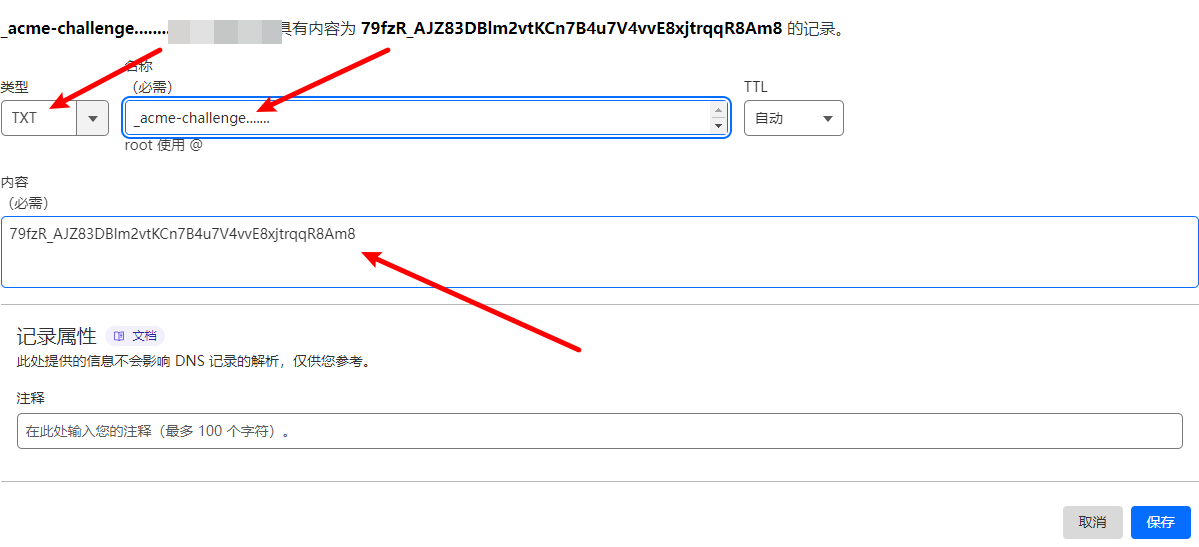 _acme-challenge........ 具有内容为 79fzR_AJZ83DBlm2vtKCn7B4u7V4vvE8xjtrqqR8Am8 的记录。
类型
名称
（必需）
TTL
TXT
_acme-challenge.......
自动
root 使用 @
内容
（必需）
79fzR_AJZ83DBlm2vtKCn7B4u7V4vvE8xjtrqqR8Am8
记录属性 文档
此处提供的信息不会影响 DNS 记录的解析，仅供您参考。
注释
在此处输入您的注释（最多 100 个字符）。
取消 保存